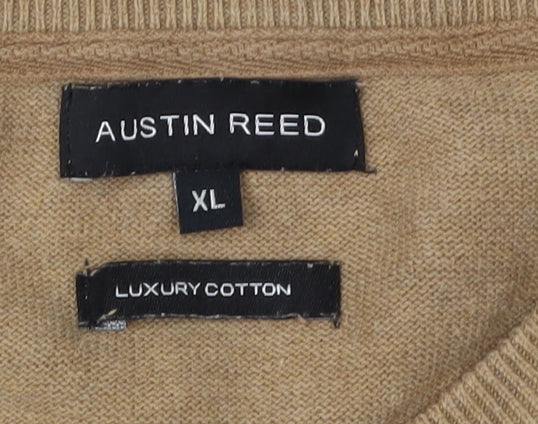 AUSTIN REED
XL
LUXURY COTTON